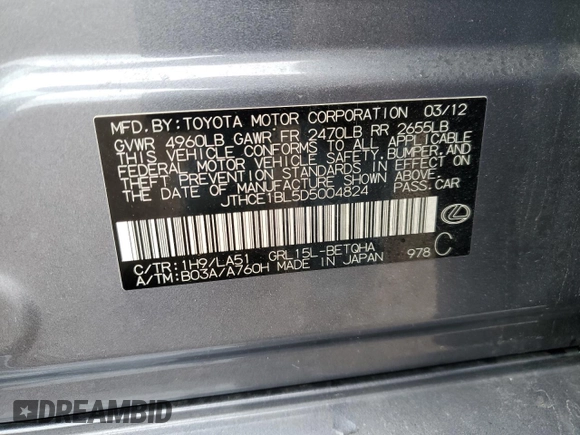 MFD.BY:TOYOTA MOTOR CORPORATION 03/12
GVWR 4960LB GAWR FR 2470LB RR 2655LB
THIS VEHICLE CONFORMS TO ALL APPLICABLE
FEDERAL MOTOR VEHICLE SAFETY, BUMPER, AND
THEFT PREVENTION STANDARDS IN EFFECT ON
THE DATE OF MANUFACTURE SHOWN ABOVE.
JTHCE1BL5D5004824 PASS.CAR
C/TR:1H9/LA51 GRL15L-BETQHA
A/TM:B03A/A760H MADE IN JAPAN 978 C
DREAMBID